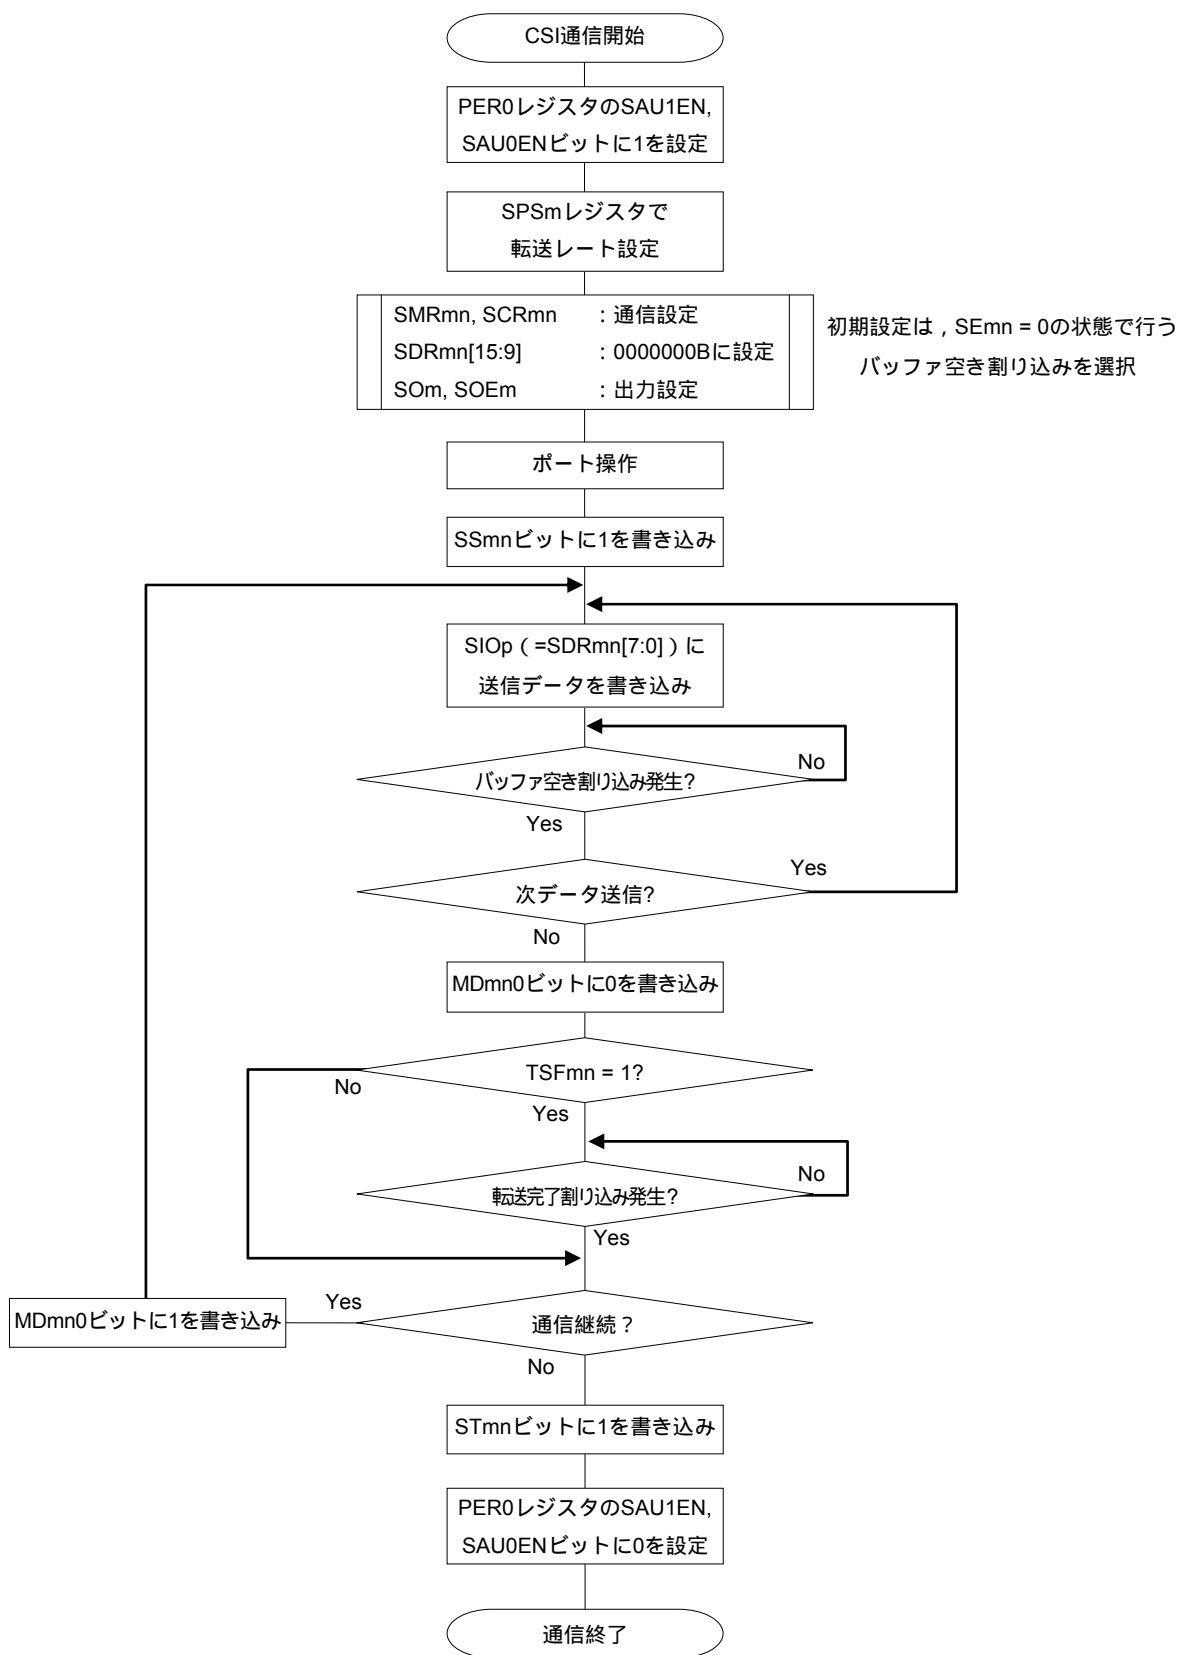 CSI通信開始
PER0レジスタのSAU1EN,
SAU0ENビットに1を設定
SPSmレジスタで
転送レート設定
SMRmn, SCRmn :通信設定
SDRmn[15:9] :0000000Bに設定
SOm, SOEm :出力設定
初期設定は,SEmn = 0の状態で行う
バッファ空き割り込みを選択
ポート操作
SSmnビットに1を書き込み
SIOp(=SDRmn[7:0])に
送信データを書き込み
No
バッファ空き割り込み発生?
Yes
Yes
次データ送信?
No
MDmn0ビットに0を書き込み
TSFmn = 1?
No
Yes
No
転送完了割り込み発生?
Yes
MDmn0ビットに1を書き込み
Yes
通信継続?
No
STmnビットに1を書き込み
PER0レジスタのSAU1EN,
SAU0ENビットに0を設定
通信終了